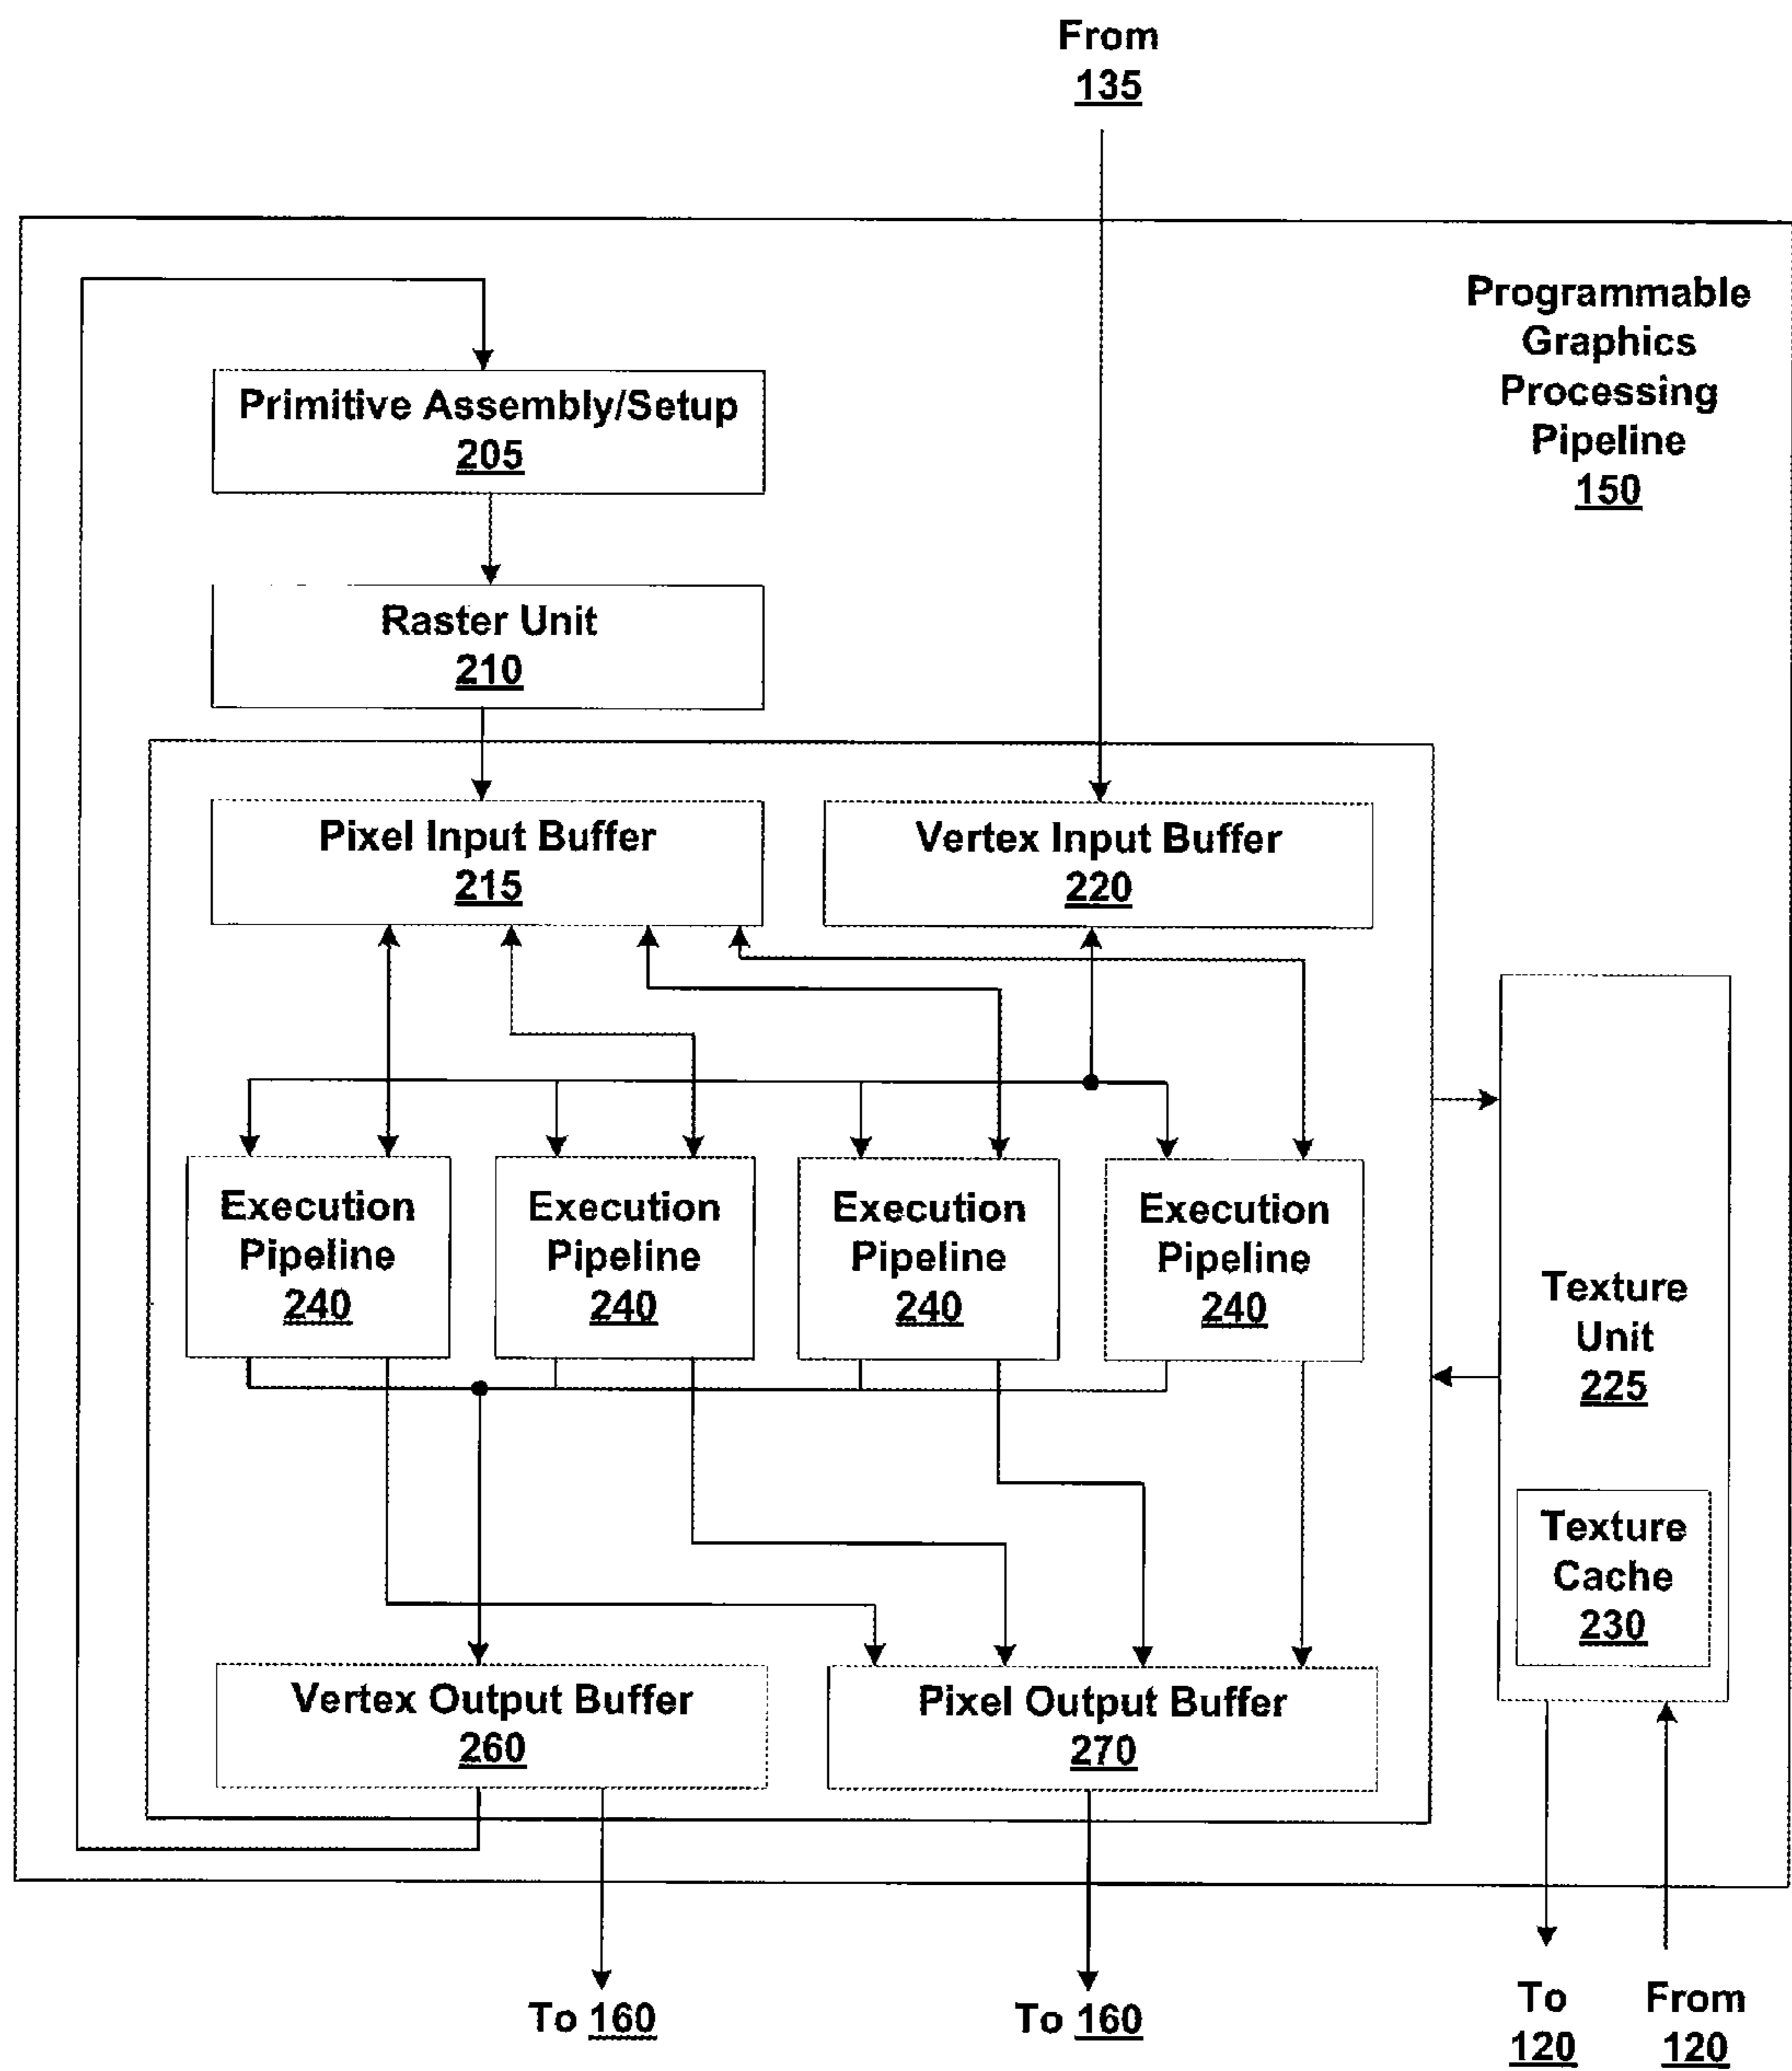 From
135
Programmable
Graphics
Processing
Pipeline
150
Primitive Assembly/Setup
205
Raster Unit
210
Pixel Input Buffer
215
Vertex Input Buffer
220
Execution
Pipeline
240
Execution
Pipeline
240
Execution
Pipeline
240
Execution
Pipeline
240
Texture
Unit
225
Texture
Cache
230
Vertex Output Buffer
260
Pixel Output Buffer
270
To 160
To 160
To
120
From
120